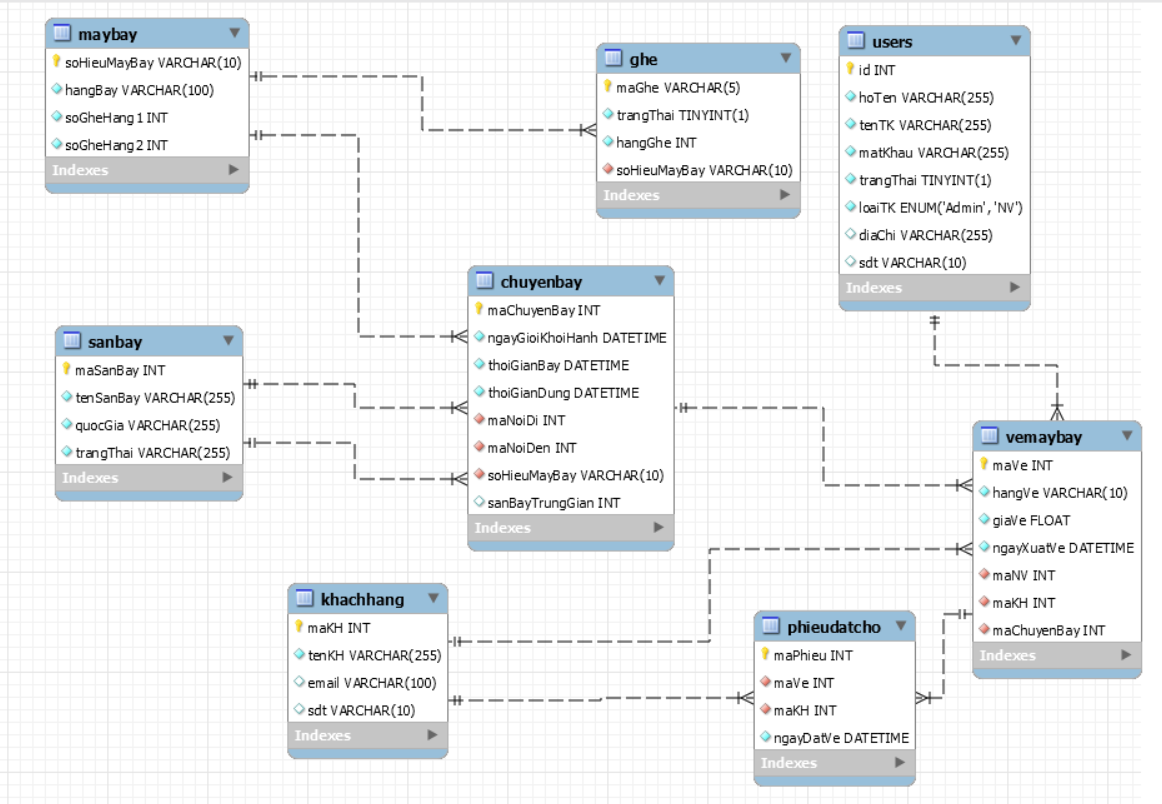 maybay
soHieuMayBay VARCHAR(10)
hangBay VARCHAR(100)
soGheHang1 INT
soGheHang2 INT
Indexes
ghe
maGhe VARCHAR(5)
trangThai TINYINT(1)
hangGhe INT
soHieuMayBay VARCHAR(10)
Indexes
users
id INT
hoTen VARCHAR(255)
tenTK VARCHAR(255)
matKhau VARCHAR(255)
trangThai TINYINT(1)
loaiTK ENUM('Admin', 'NV')
diaChi VARCHAR(255)
sdt VARCHAR(10)
Indexes
chuyenbay
maChuyenBay INT
ngayGioiKhoiHanh DATETIME
thoiGianBay DATETIME
thoiGianDung DATETIME
maNoiDi INT
maNoiDen INT
soHieuMayBay VARCHAR(10)
sanBayTrungGian INT
Indexes
sanbay
maSanBay INT
tenSanBay VARCHAR(255)
quocGia VARCHAR(255)
trangThai VARCHAR(255)
Indexes
vemaybay
maVe INT
hangVe VARCHAR(10)
giaVe FLOAT
ngayXuatVe DATETIME
maNV INT
maKH INT
maChuyenBay INT
Indexes
khachhang
maKH INT
tenKH VARCHAR(255)
email VARCHAR(100)
sdt VARCHAR(10)
Indexes
phieudatcho
maPhieu INT
maVe INT
maKH INT
ngayDatVe DATETIME
Indexes